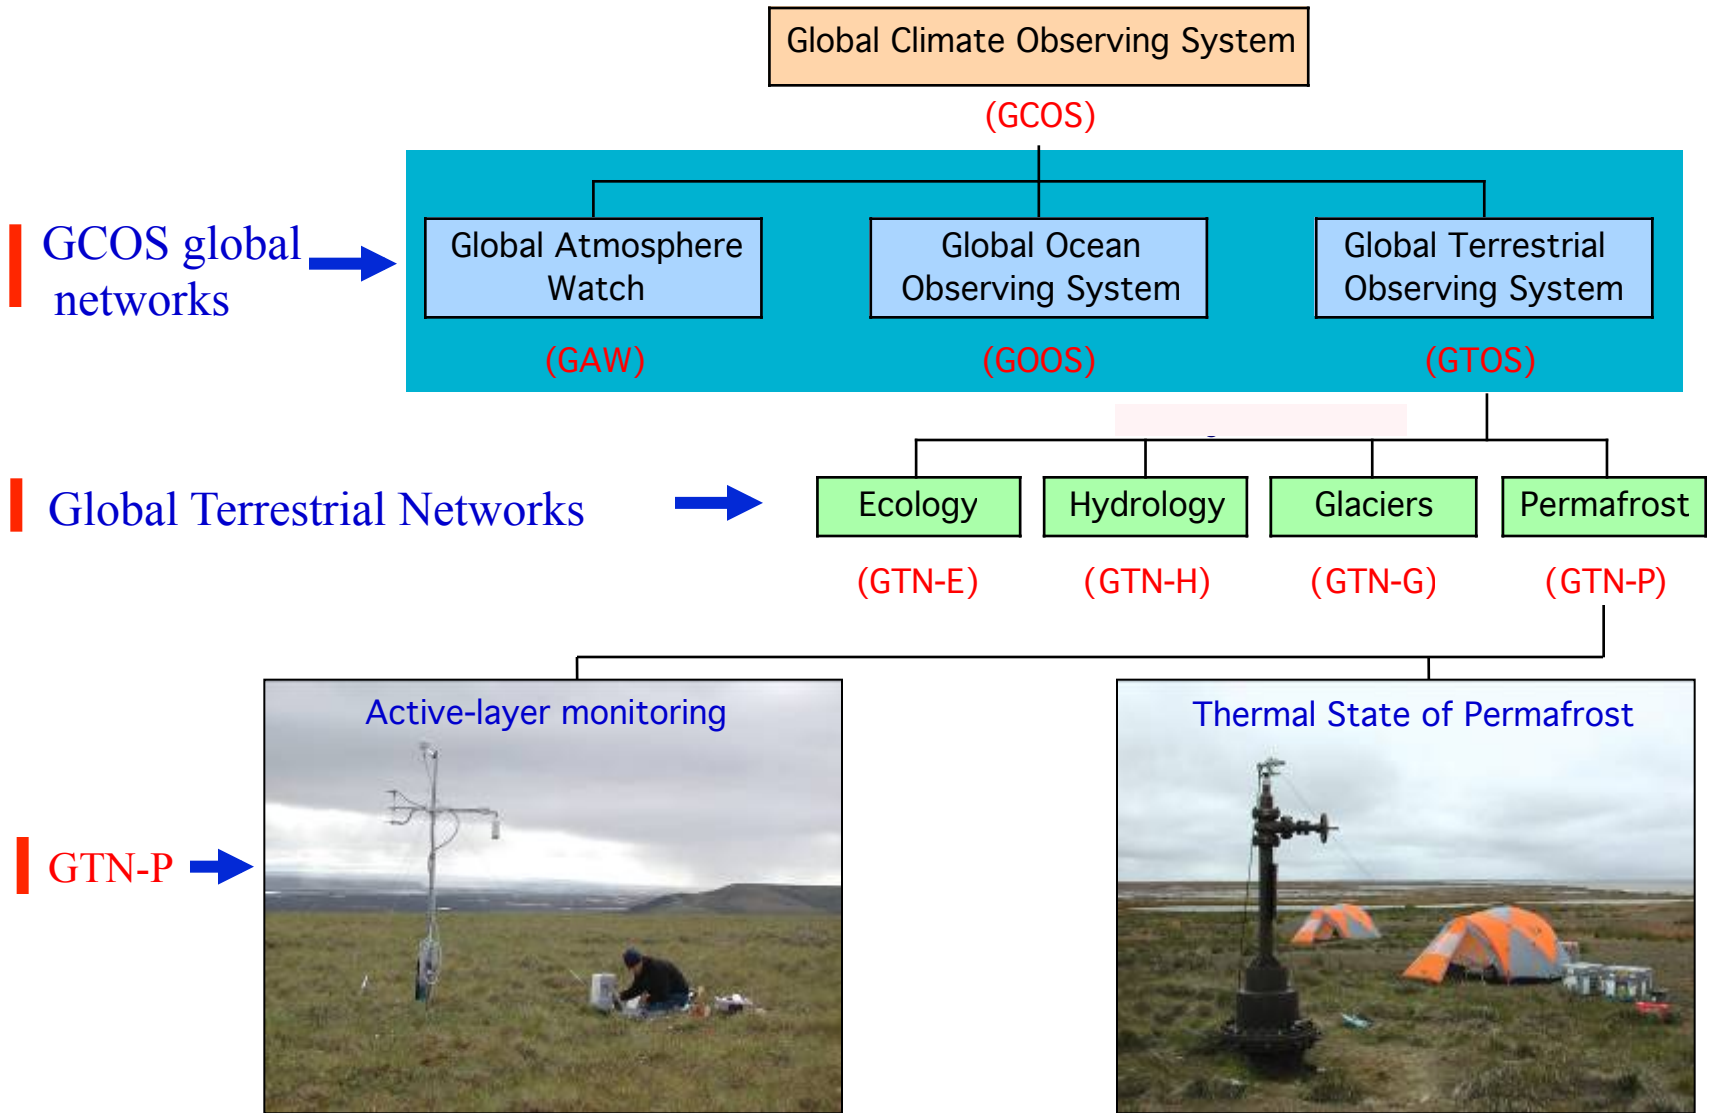 Global Climate Observing System
(GCOS)
GCOS global
networks
Global Atmosphere
Watch
(GAW)
Global Ocean
Observing System
(GOOS)
Global Terrestrial
Observing System
(GTOS)
Global Terrestrial Networks
Ecology
(GTN-E)
Hydrology
(GTN-H)
Glaciers
(GTN-G)
Permafrost
(GTN-P)
GTN-P
Active-layer monitoring
Thermal State of Permafrost